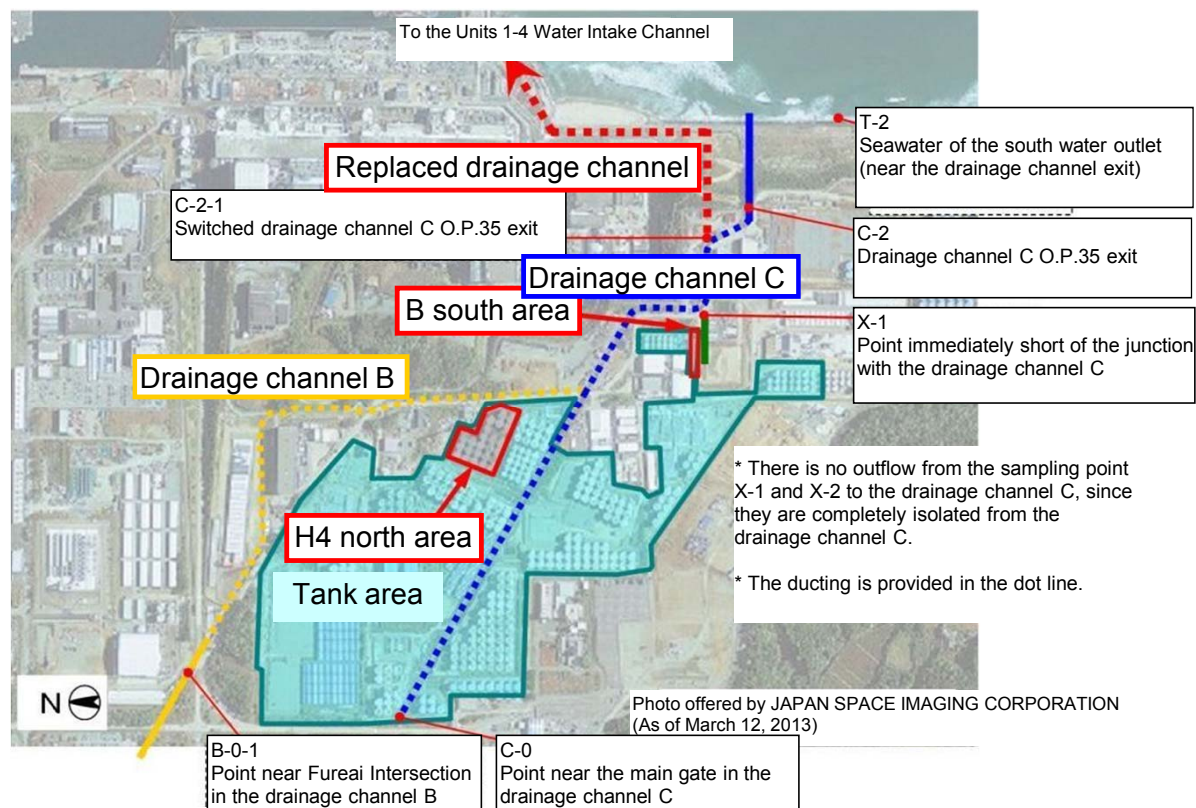 To the Units 1-4 Water Intake Channel
T-2
Seawater of the south water outlet
(near the drainage channel exit)
Replaced drainage channel
C-2-1
Switched drainage channel C O.P.35 exit
C-2
Drainage channel C O.P.35 exit
Drainage channel C
B south area
X-1
Point immediately short of the junction
with the drainage channel C
Drainage channel B
* There is no outflow from the sampling point
X-1 and X-2 to the drainage channel C, since
they are completely isolated from the
drainage channel C.
* The ducting is provided in the dot line.
H4 north area
Tank area
N
Photo offered by JAPAN SPACE IMAGING CORPORATION
(As of March 12, 2013)
B-0-1
Point near Fureai Intersection
in the drainage channel B
C-0
Point near the main gate in the
drainage channel C